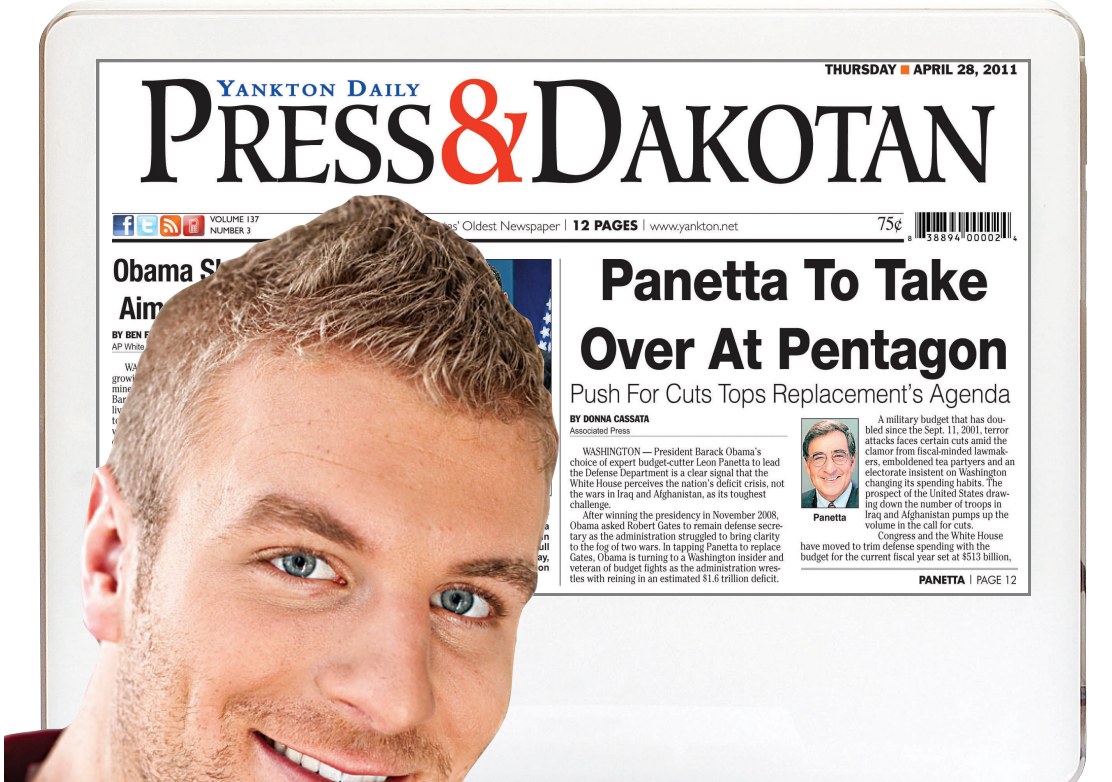 THURSDAY ■ APRIL 28, 2011
YANKTON DAILY
PRESS&DAKOTAN
VOLUME 137
NUMBER 3
Oldest Newspaper | 12 PAGES | www.yankton.net
75¢
8 38894 00002 4
Obama
BY BEN
AP White
Panetta To Take
Over At Pentagon
Push For Cuts Tops Replacement's Agenda
BY DONNA CASSATA
Associated Press
WASHINGTON — President Barack Obama's
choice of expert budget-cutter Leon Panetta to lead
the Defense Department is a clear signal that the
White House perceives the nation's deficit crisis, not
the wars in Iraq and Afghanistan, as its toughest
challenge.
After winning the presidency in November 2008,
Obama asked Robert Gates to remain defense secre-
tary as the administration struggled to bring clarity
to the fog of two wars. In tapping Panetta to replace
Gates, Obama is turning to a Washington insider and
veteran of budget fights as the administration wres-
tles with reining in an estimated $1.6 trillion deficit.
Panetta
A military budget that has dou-
bled since the Sept. 11, 2001, terror
attacks faces certain cuts amid the
clamor from fiscal-minded lawmak-
ers, emboldened tea partyers and an
electorate insistent on Washington
changing its spending habits. The
prospect of the United States draw-
ing down the number of troops in
Iraq and Afghanistan pumps up the
volume in the call for cuts.
Congress and the White House
have moved to trim defense spending with the
budget for the current fiscal year set at $513 billion,
PANETTA | PAGE 12